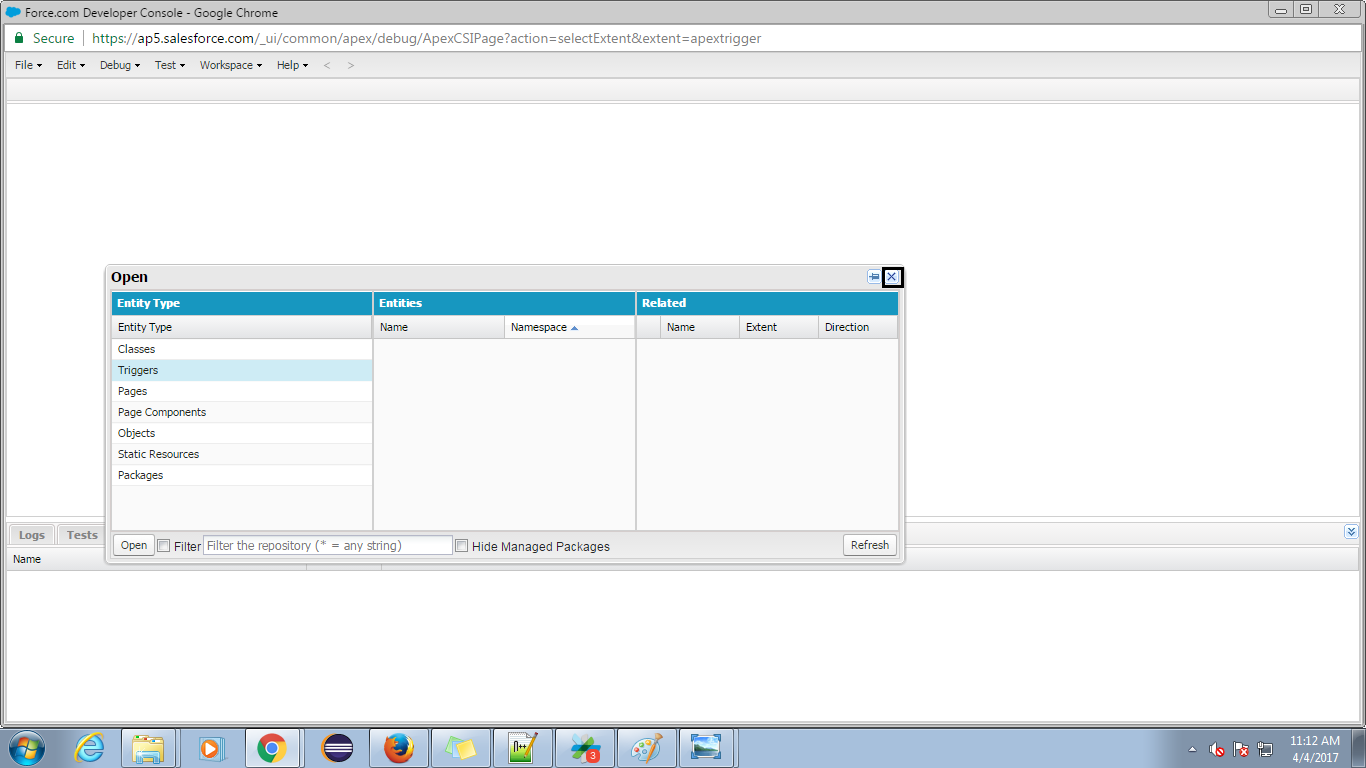 Force.com Developer Console - Google Chrome
Secure https://ap5.salesforce.com/_ui/common/apex/debug/ApexCSIPage?action=selectExtent&extent=apextrigger
File Edit Debug Test Workspace Help < >
Open
Entity Type Entities Related
Entity Type Name Namespace Name Extent Direction
Classes
Triggers
Pages
Page Components
Objects
Static Resources
Packages
Logs Tests
Open Filter Filter the repository (* = any string) Hide Managed Packages Refresh
Name
N++
3
11:12 AM
4/4/2017